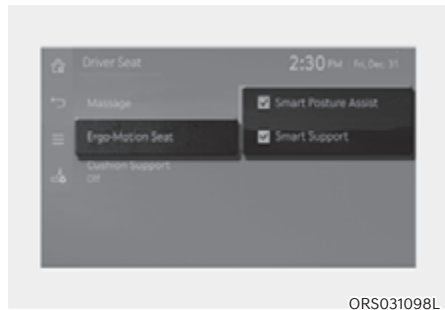 Driver Seat
2:30 PM Fri, Dec. 31
Massage
Smart Posture Assist
Ergo-Motion Seat
Smart Support
Cushion Support
Off
ORS031098L